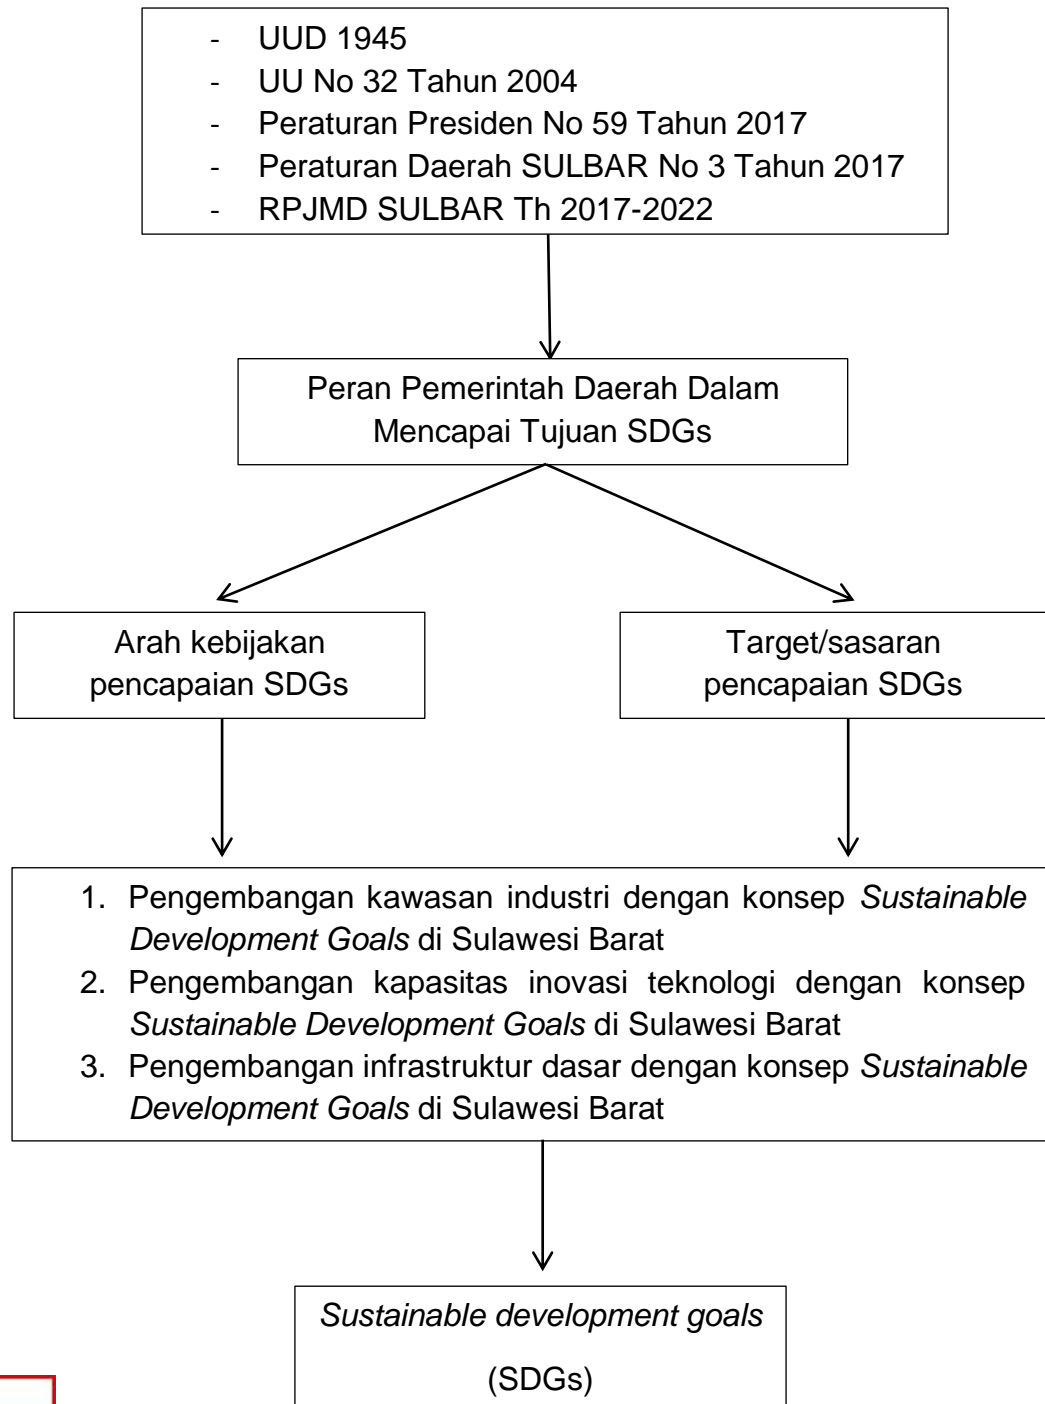 - UUD 1945
- UU No 32 Tahun 2004
- Peraturan Presiden No 59 Tahun 2017
- Peraturan Daerah SULBAR No 3 Tahun 2017
- RPJMD SULBAR Th 2017-2022
Peran Pemerintah Daerah Dalam
Mencapai Tujuan SDGs
Arah kebijakan
pencapaian SDGs
Target/sasaran
pencapaian SDGs
1. Pengembangan kawasan industri dengan konsep Sustainable
Development Goals di Sulawesi Barat
2. Pengembangan kapasitas inovasi teknologi dengan konsep
Sustainable Development Goals di Sulawesi Barat
3. Pengembangan infrastruktur dasar dengan konsep Sustainable
Development Goals di Sulawesi Barat
Sustainable development goals
(SDGs)